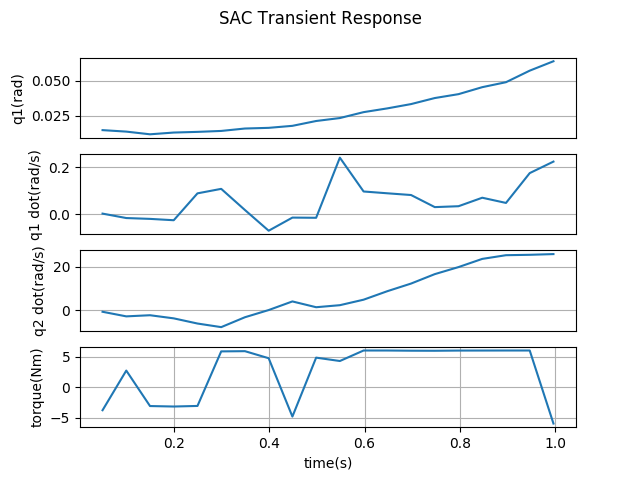 SAC Transient Response
q1(rad)
0.050
0.025
q1 dot(rad/s)
0.2
0.0
q2 dot(rad/s)
20
0
torque(Nm)
5
0
−5
0.2 0.4 0.6 0.8 1.0
time(s)